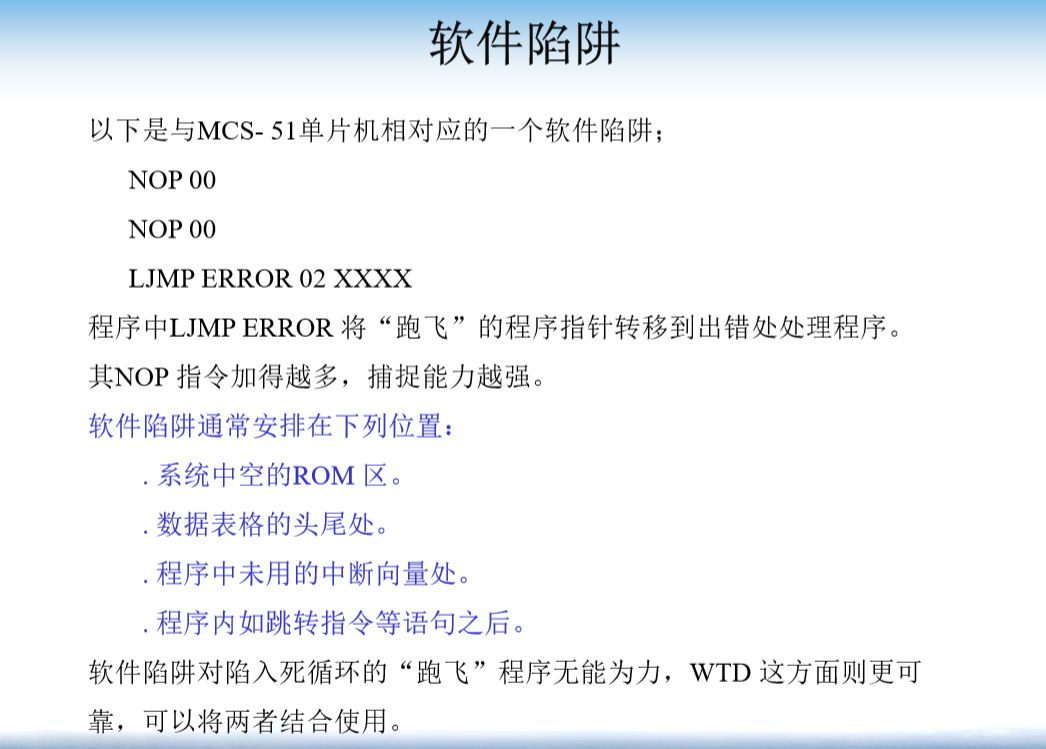 软件陷阱
以下是与MCS- 51单片机相对应的一个软件陷阱；
NOP 00
NOP 00
LJMP ERROR 02 XXXX
程序中LJMP ERROR 将“跑飞”的程序指针转移到出错处处理程序。
其NOP 指令加得越多，捕捉能力越强。
软件陷阱通常安排在下列位置：
. 系统中空的ROM 区。
. 数据表格的头尾处。
. 程序中未用的中断向量处。
. 程序内如跳转指令等语句之后。
软件陷阱对陷入死循环的“跑飞”程序无能为力，WTD 这方面则更可
靠，可以将两者结合使用。